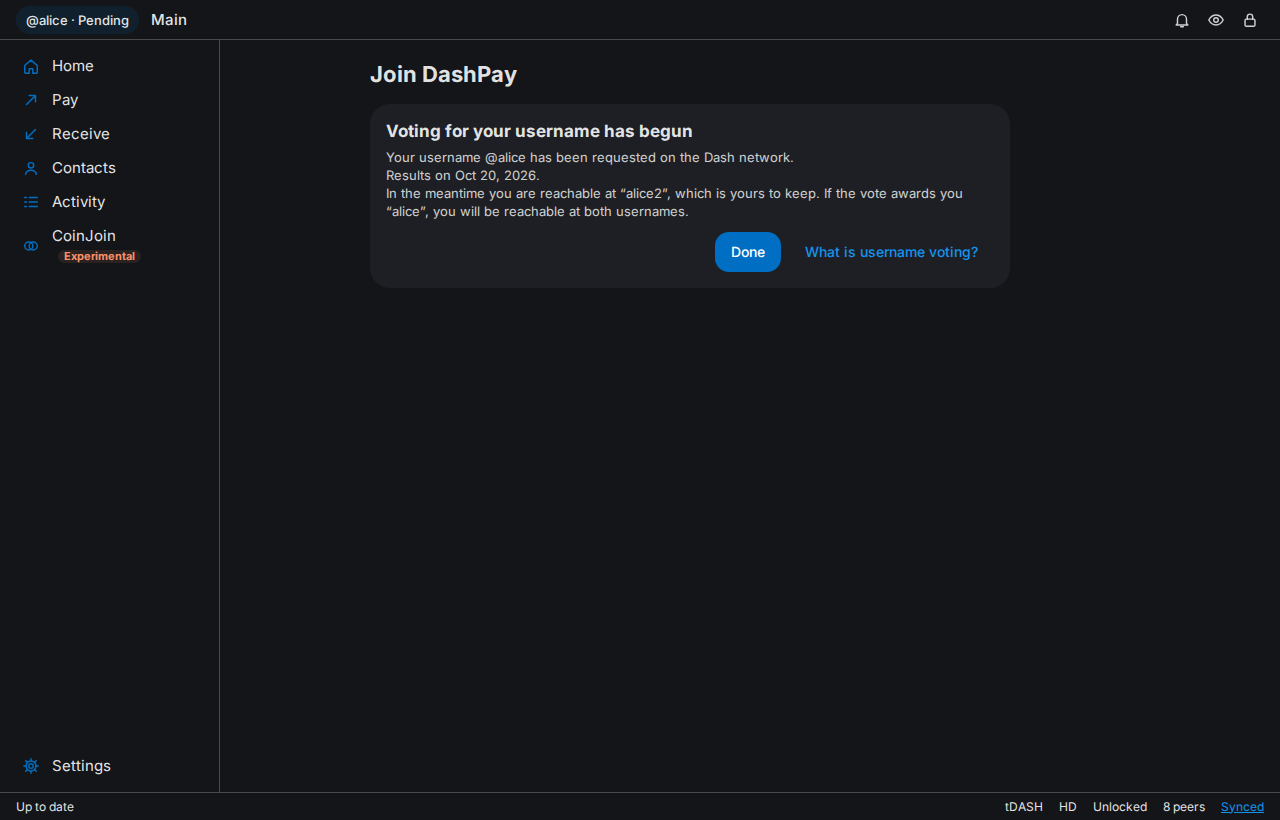 @alice · Pending Main
Home
Pay
Receive
Contacts
Activity
CoinJoin
Experimental
Settings
Join DashPay
Voting for your username has begun
Your username @alice has been requested on the Dash network.
Results on Oct 20, 2026.
In the meantime you are reachable at “alice2”, which is yours to keep. If the vote awards you
“alice”, you will be reachable at both usernames.
Done What is username voting?
Up to date tDASH HD Unlocked 8 peers Synced